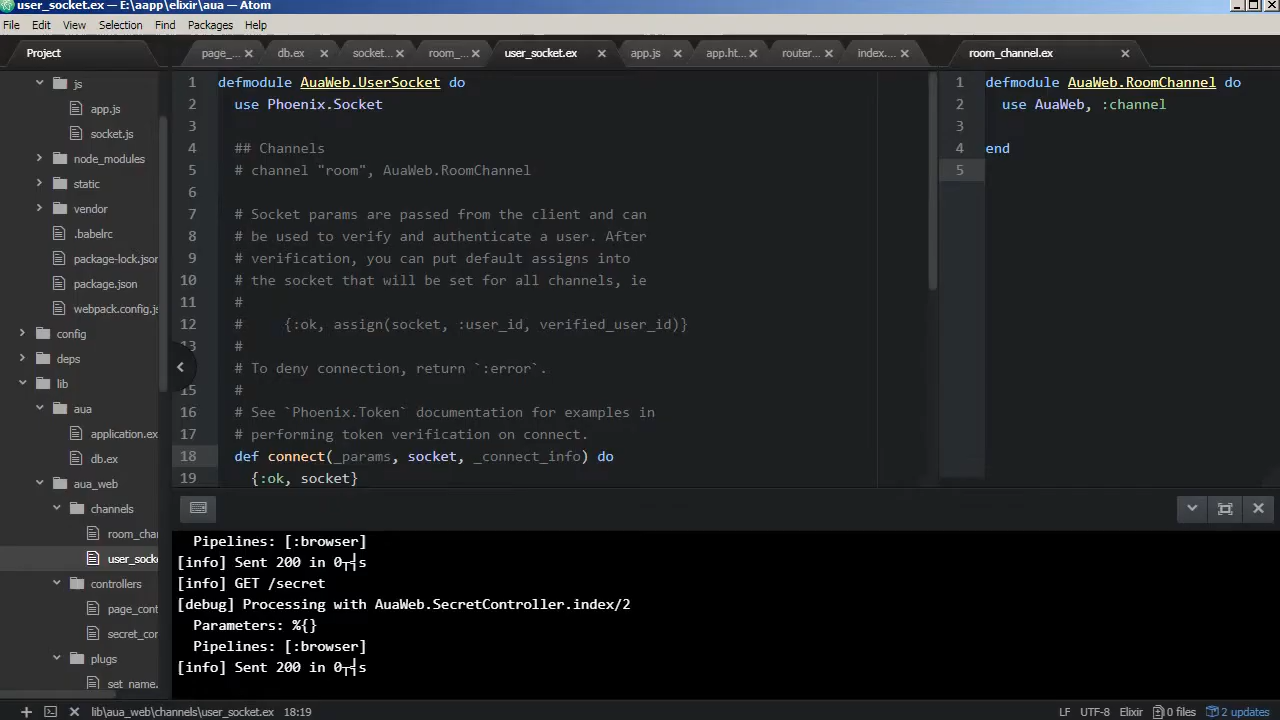 user_socket.ex — E:\aapp\elixir\aua — Atom
File Edit View Selection Find Packages Help
Project
page_...
db.ex
socket...
room_...
user_socket.ex
app.js
app.ht...
router...
index....
room_channel.ex
js
app.js
socket.js
node_modules
static
vendor
.babelrc
package-lock.json
package.json
webpack.config.js
config
deps
lib
aua
application.ex
db.ex
aua_web
channels
room_cha
user_sock
controllers
page_cont
secret_cor
plugs
set_name.
1 defmodule AuaWeb.UserSocket do
2 use Phoenix.Socket
3
4 ## Channels
5 # channel "room", AuaWeb.RoomChannel
6
7 # Socket params are passed from the client and can
8 # be used to verify and authenticate a user. After
9 # verification, you can put default assigns into
10 # the socket that will be set for all channels, ie
11 #
12 # {:ok, assign(socket, :user_id, verified_user_id)}
13 #
14 # To deny connection, return `:error`.
15 #
16 # See `Phoenix.Token` documentation for examples in
17 # performing token verification on connect.
18 def connect(_params, socket, _connect_info) do
19 {:ok, socket}
1 defmodule AuaWeb.RoomChannel do
2 use AuaWeb, :channel
3
4 end
5
Pipelines: [:browser]
[info] Sent 200 in 0┬╡s
[info] GET /secret
[debug] Processing with AuaWeb.SecretController.index/2
Parameters: %{}
Pipelines: [:browser]
[info] Sent 200 in 0┬╡s
lib\aua_web\channels\user_socket.ex 18:19
LF UTF-8 Elixir 0 files 2 updates